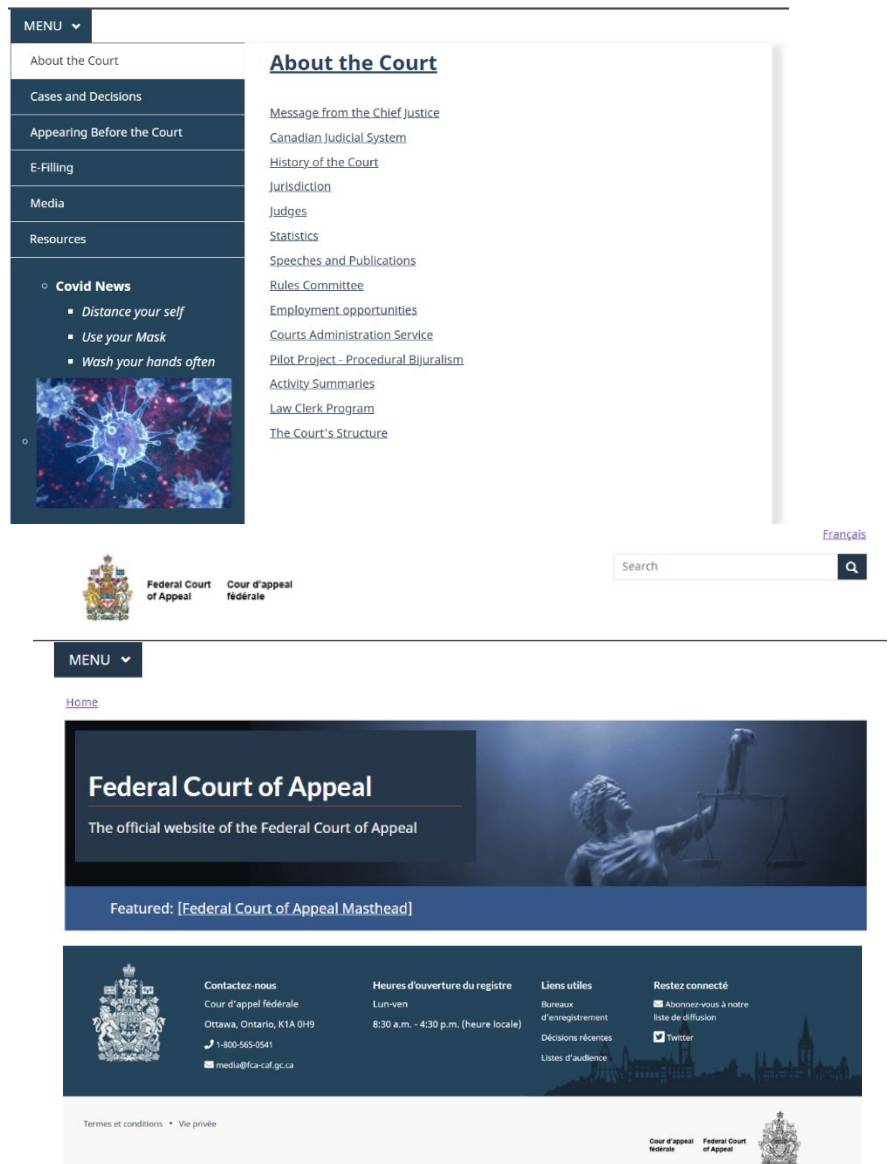 MENU
About the Court
Cases and Decisions
Appearing Before the Court
E-Filling
Media
Resources
Covid News
Distance your self
Use your Mask
Wash your hands often
About the Court
Message from the Chief Justice
Canadian Judicial System
History of the Court
Jurisdiction
Judges
Statistics
Speeches and Publications
Rules Committee
Employment opportunities
Courts Administration Service
Pilot Project - Procedural Bijuralism
Activity Summaries
Law Clerk Program
The Court's Structure
Français
Federal Court
of Appeal
Cour d'appeal
fédérale
Search
MENU
Home
Federal Court of Appeal
The official website of the Federal Court of Appeal
Featured: [Federal Court of Appeal Masthead]
Contactez-nous
Cour d'appel fédérale
Ottawa, Ontario, K1A 0H9
1-800-565-0541
media@fca-caf.gc.ca
Heures d'ouverture du registre
Lun-ven
8:30 a.m. - 4:30 p.m. (heure locale)
Liens utiles
Bureaux
d'enregistrement
Décisions récentes
Listes d'audience
Restez connecté
Abonnez-vous à notre
liste de diffusion
Twitter
Termes et conditions • Vie privée
Cour d'appeal
fédérale
Federal Court
of Appeal